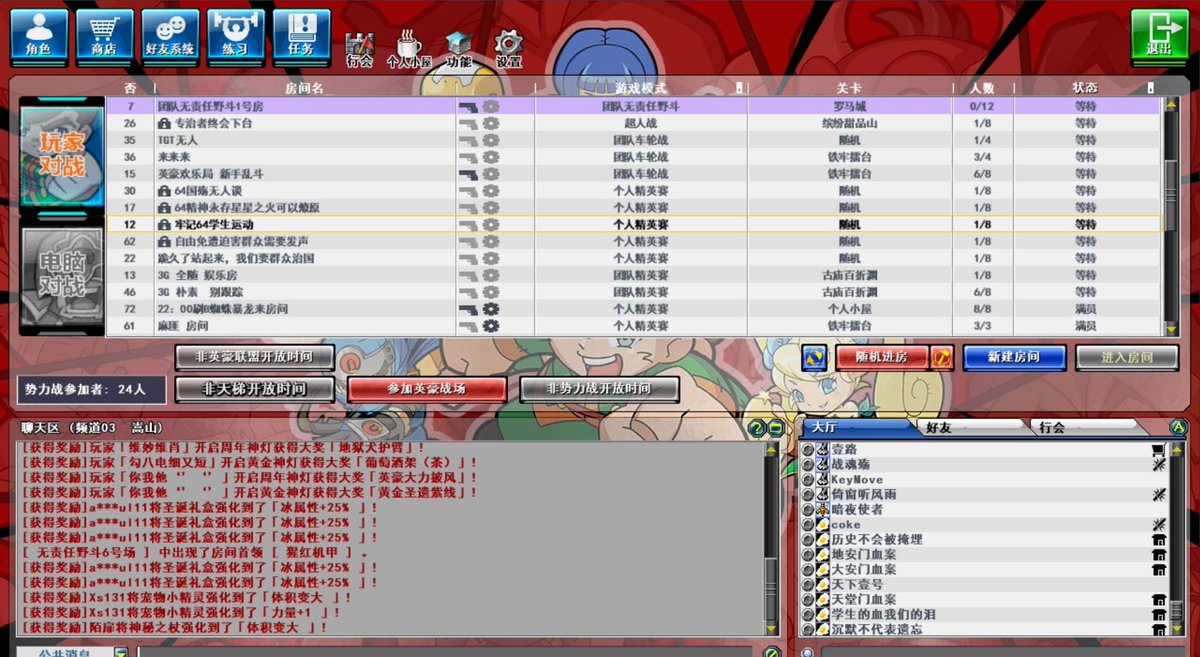 角色 商店 好友系统 练习 任务 行会 个人小屋 功能 设置 退出
否 房间名 游戏模式 关卡 人数 状态
玩家对战
电脑对战
7 团队无责任野斗1号房 团队无责任野斗 罗马城 0/12 等待
26 专治者终会下台 超人战 缤纷甜品山 1/8 等待
35 TGT无人 团队车轮战 随机 1/4 等待
36 来来来 团队车轮战 铁牢擂台 3/4 等待
15 英豪欢乐局 新手乱斗 团队车轮战 铁牢擂台 6/8 等待
30 64国殇无人谈 个人精英赛 随机 1/8 等待
17 64精神永存星星之火可以燎原 个人精英赛 随机 1/8 等待
12 牢记64学生运动 个人精英赛 随机 1/8 等待
62 自由免遭迫害群众需要发声 个人精英赛 随机 1/8 等待
22 跪久了站起来，我们要群众治国 个人精英赛 随机 1/8 等待
13 3G 全随 娱乐房 团队精英赛 古庙百折渊 1/8 等待
46 3G 朴素 别跟踪 团队精英赛 古庙百折渊 6/8 等待
72 22：00刷B蜘蛛暴龙来房间 个人精英赛 个人小屋 8/8 满员
61 麻匪 房间 个人精英赛 铁牢擂台 3/3 满员
非英豪联盟开放时间 随机进房 新建房间 进入房间
势力战参加者：24人 非天梯开放时间 参加英豪战场 非势力战开放时间
聊天区（频道03 嵩山）
[获得奖励]玩家「维妙维肖」开启周年神灯获得大奖「地狱犬护臂」！
[获得奖励]玩家「勾八电细又短」开启黄金神灯获得大奖「葡萄酒架（茶）」！
[获得奖励]玩家「你我他 ‘’ ‘’ 」开启周年神灯获得大奖「英豪大力披风」！
[获得奖励]玩家「你我他 ‘’ ‘’ 」开启黄金神灯获得大奖「黄金圣遗紫线」！
[获得奖励]a***ul11将圣诞礼盒强化到了「冰属性+25% 」！
[获得奖励]a***ul11将圣诞礼盒强化到了「冰属性+25% 」！
[获得奖励]a***ul11将圣诞礼盒强化到了「冰属性+25% 」！
[ 无责任野斗6号场 ] 中出现了房间首领 [ 猩红机甲 ] 。
[获得奖励]a***ul11将圣诞礼盒强化到了「冰属性+25% 」！
[获得奖励]a***ul11将圣诞礼盒强化到了「冰属性+25% 」！
[获得奖励]Xs131将宠物小精灵强化到了「体积变大 」！
[获得奖励]Xs131将宠物小精灵强化到了「力量+1 」！
[获得奖励]陌扉将神秘之杖强化到了「体积变大 」！
公共消息
大厅 好友 行会
壹路
战魂殇
KeyMove
倚窗听风雨
暗夜使者
coke
历史不会被掩埋
地安门血案
大安门血案
天下壹号
天堂门血案
学生的血我们的泪
沉默不代表遗忘